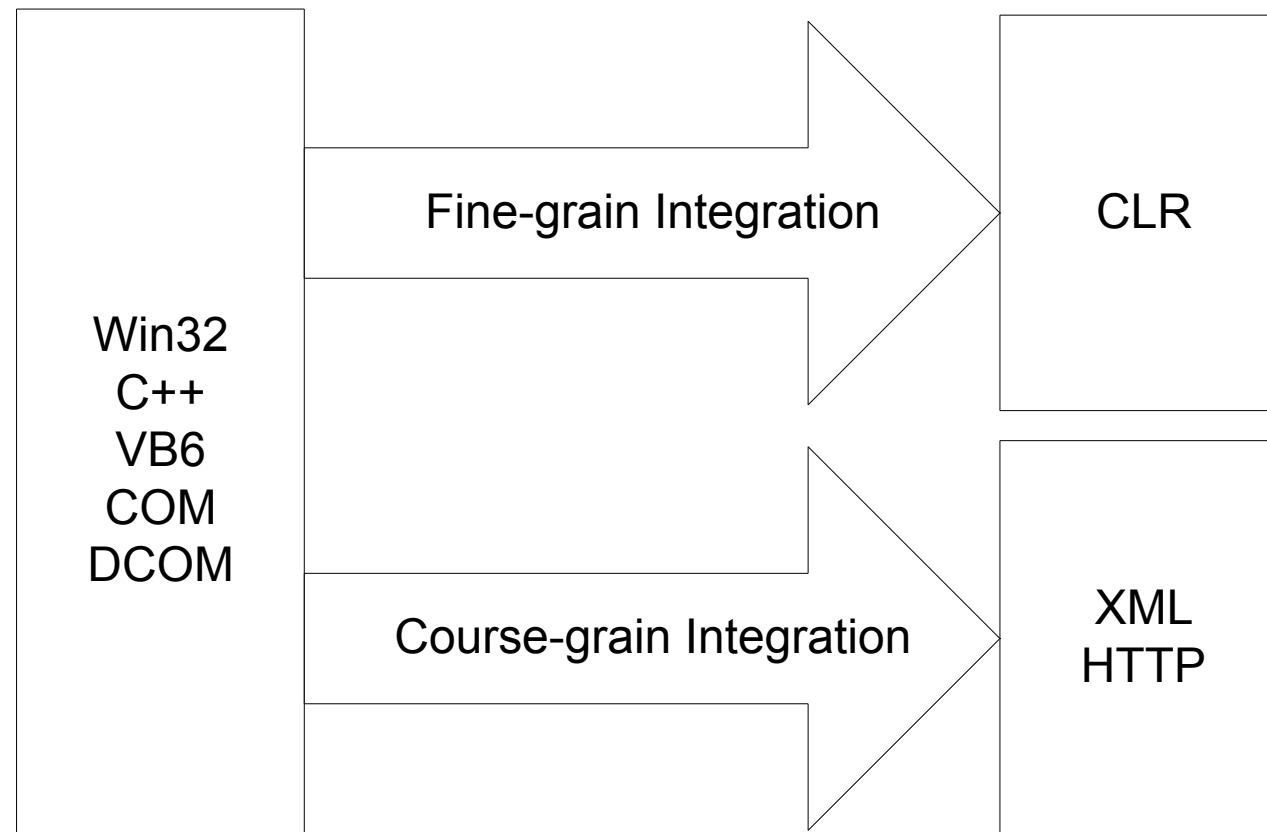 Win32
C++
VB6
COM
DCOM
Fine-grain Integration
CLR
Course-grain Integration
XML
HTTP